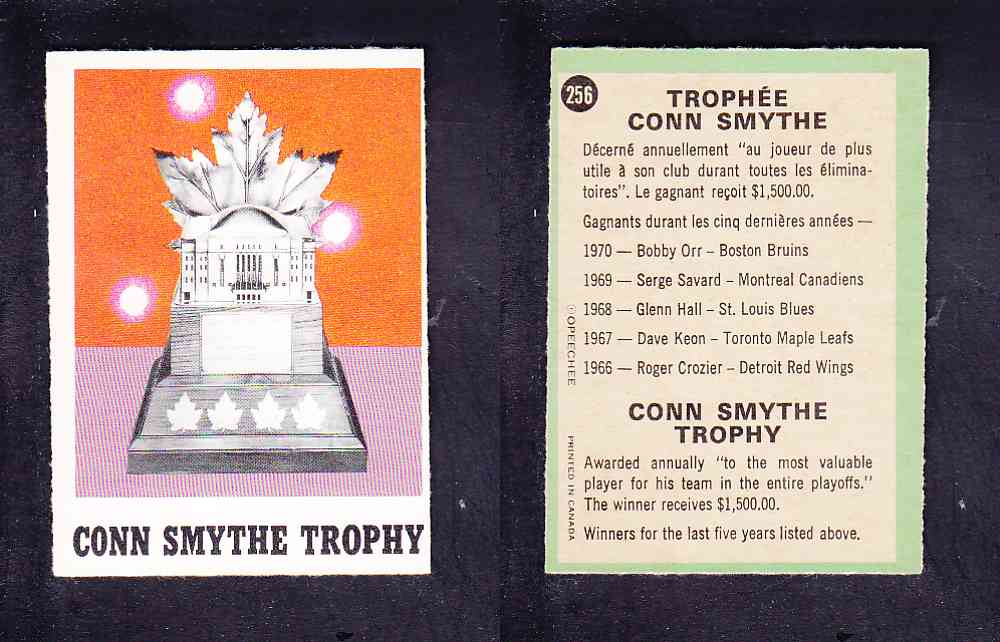 CONN SMYTHE TROPHY
256
TROPHÉE
CONN SMYTHE
Décerné annuellement "au joueur de plus
utile à son club durant toutes les élimina-
toires". Le gagnant reçoit $1,500.00.
Gagnants durant les cinq dernières années —
1970 — Bobby Orr – Boston Bruins
1969 — Serge Savard – Montreal Canadiens
1968 — Glenn Hall – St. Louis Blues
1967 — Dave Keon – Toronto Maple Leafs
1966 — Roger Crozier – Detroit Red Wings
CONN SMYTHE
TROPHY
Awarded annually "to the most valuable
player for his team in the entire playoffs."
The winner receives $1,500.00.
Winners for the last five years listed above.
©OPEECHEE
PRINTED IN CANADA